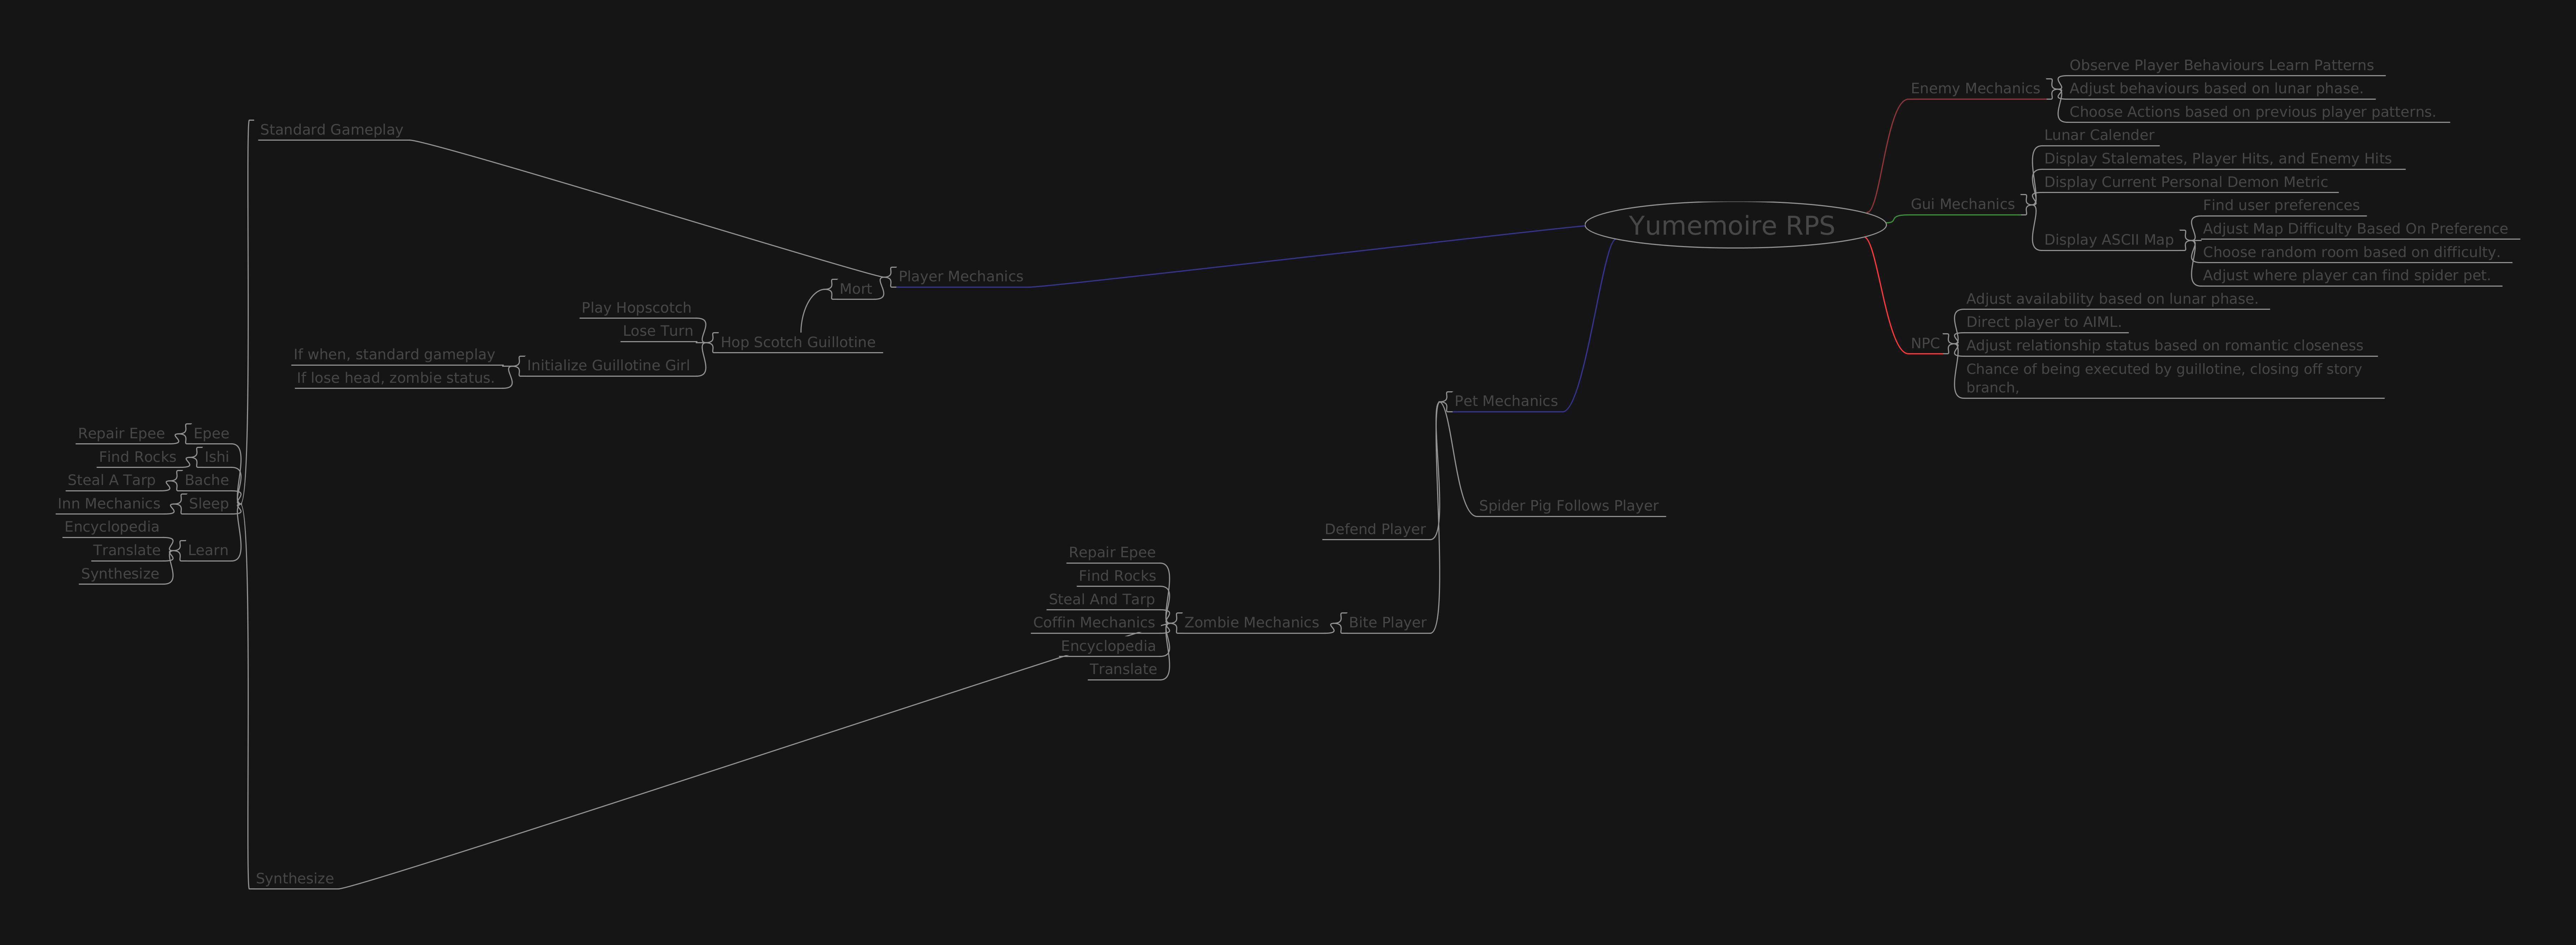 Yumemoire RPS
Enemy Mechanics
Observe Player Behaviours Learn Patterns
Adjust behaviours based on lunar phase.
Choose Actions based on previous player patterns.
Gui Mechanics
Lunar Calender
Display Stalemates, Player Hits, and Enemy Hits
Display Current Personal Demon Metric
Display ASCII Map
Find user preferences
Adjust Map Difficulty Based On Preference
Choose random room based on difficulty.
Adjust where player can find spider pet.
NPC
Adjust availability based on lunar phase.
Direct player to AIML.
Adjust relationship status based on romantic closeness
Chance of being executed by guillotine, closing off story
branch,
Player Mechanics
Standard Gameplay
Epee
Repair Epee
Ishi
Find Rocks
Bache
Steal A Tarp
Sleep
Inn Mechanics
Learn
Encyclopedia
Translate
Synthesize
Mort
Hop Scotch Guillotine
Play Hopscotch
Lose Turn
Initialize Guillotine Girl
If when, standard gameplay
If lose head, zombie status.
Pet Mechanics
Spider Pig Follows Player
Defend Player
Bite Player
Zombie Mechanics
Repair Epee
Find Rocks
Steal And Tarp
Coffin Mechanics
Encyclopedia
Translate
Synthesize